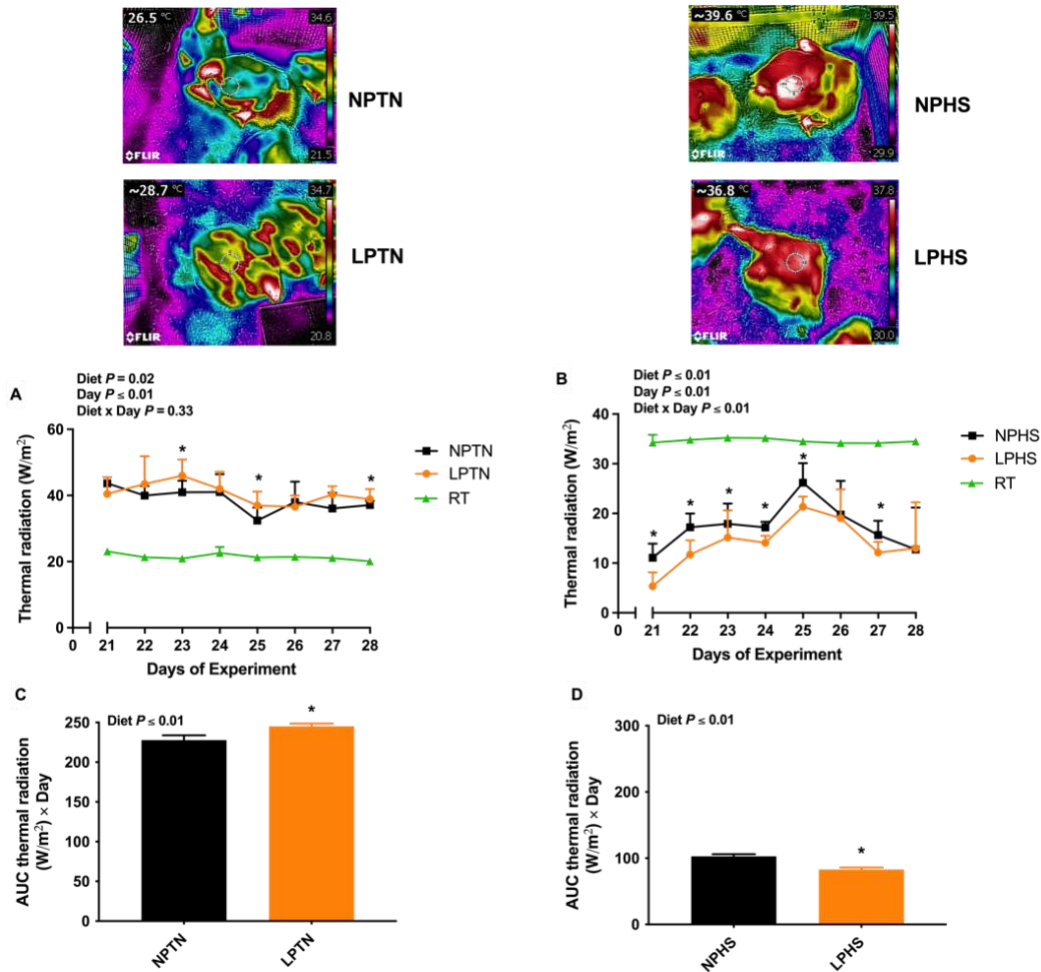 26.5 °C
34.6
21.5
FLIR
NPTN
~39.6 °C
39.5
29.9
FLIR
NPHS
~28.7 °C
34.7
20.8
FLIR
LPTN
~36.8 °C
37.8
30.0
FLIR
LPHS
A
Diet P = 0.02
Day P ≤ 0.01
Diet x Day P = 0.33
Thermal radiation (W/m²)
60
40
20
0
* * *
NPTN
LPTN
RT
0 21 22 23 24 25 26 27 28
Days of Experiment
B
Diet P ≤ 0.01
Day P ≤ 0.01
Diet x Day P ≤ 0.01
Thermal radiation (W/m²)
40
30
20
10
0
* * * * * *
NPHS
LPHS
RT
0 21 22 23 24 25 26 27 28
Days of Experiment
C
Diet P ≤ 0.01
AUC thermal radiation
(W/m²) × Day
250
200
150
100
50
0
*
NPTN
LPTN
D
Diet P ≤ 0.01
AUC thermal radiation
(W/m²) × Day
300
200
100
0
*
NPHS
LPHS